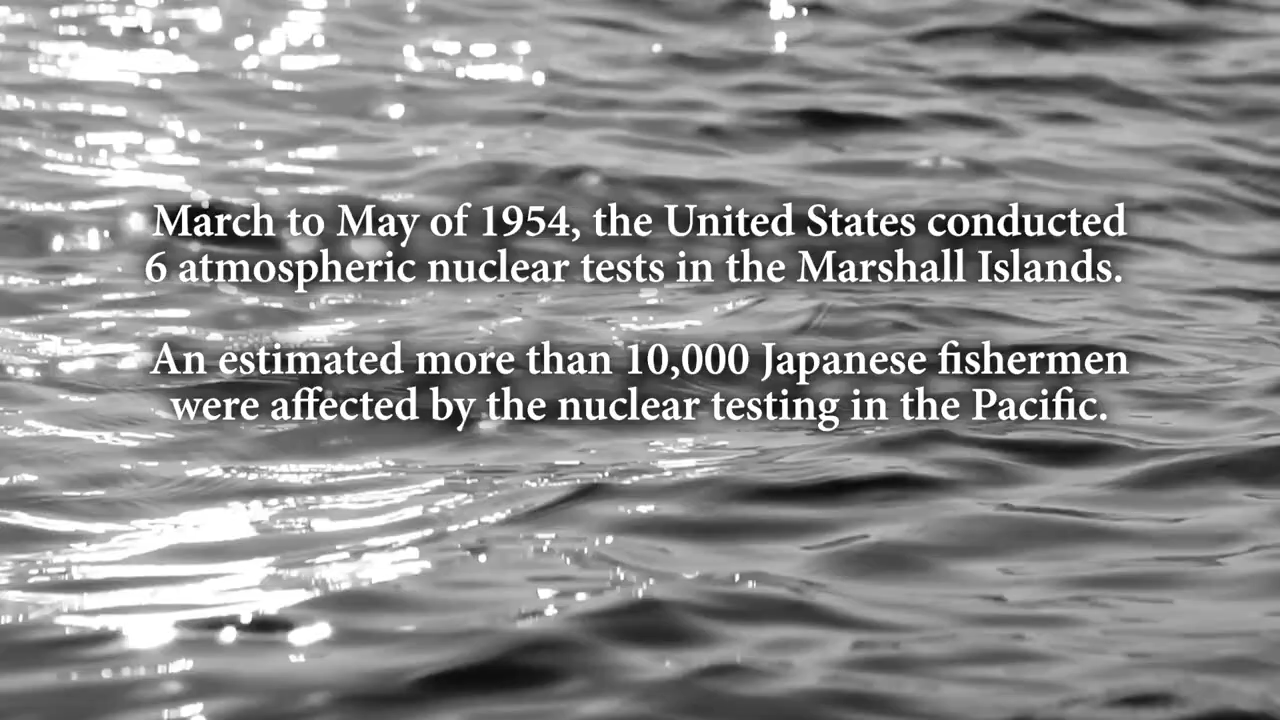 March to May of 1954, the United States conducted
6 atmospheric nuclear tests in the Marshall Islands.
An estimated more than 10,000 Japanese fishermen
were affected by the nuclear testing in the Pacific.